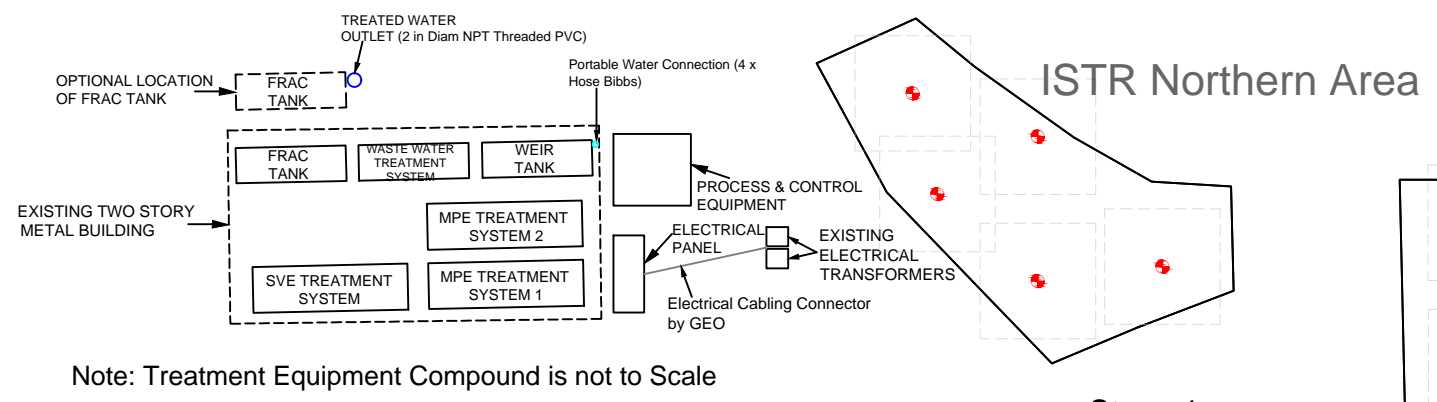 TREATED WATER
OUTLET (2 in Diam NPT Threaded PVC)
OPTIONAL LOCATION
OF FRAC TANK
FRAC
TANK
Portable Water Connection (4 x
Hose Bibbs)
ISTR Northern Area
FRAC
TANK
WASTE WATER
TREATMENT
SYSTEM
WEIR
TANK
PROCESS & CONTROL
EQUIPMENT
EXISTING TWO STORY
METAL BUILDING
MPE TREATMENT
SYSTEM 2
ELECTRICAL
PANEL
EXISTING
ELECTRICAL
TRANSFORMERS
SVE TREATMENT
SYSTEM
MPE TREATMENT
SYSTEM 1
Electrical Cabling Connector
by GEO
Note: Treatment Equipment Compound is not to Scale